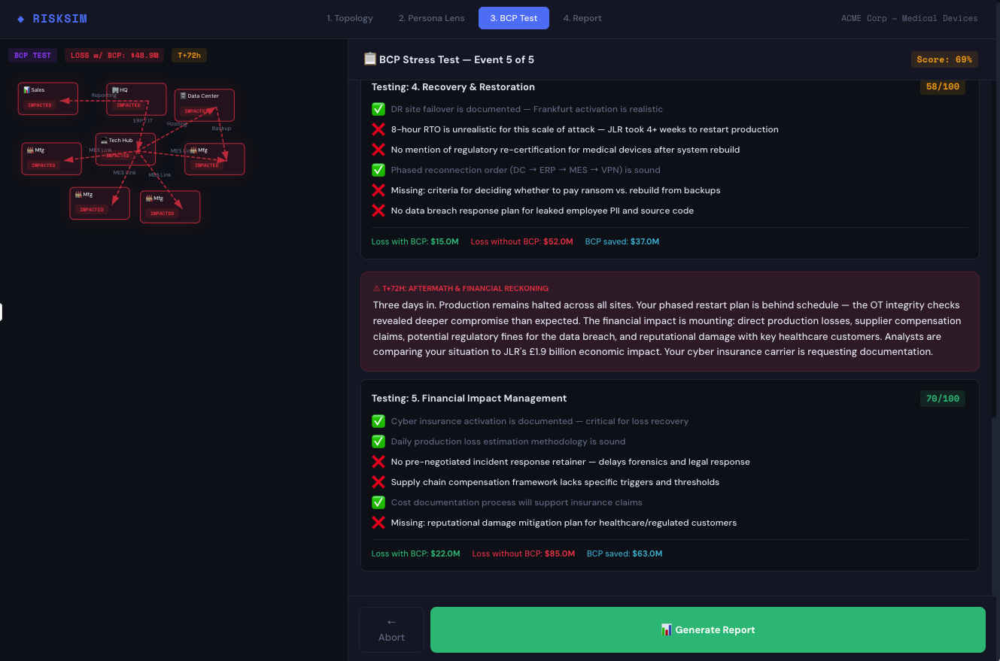 ◆ RISKSIM
1. Topology
2. Persona Lens
3. BCP Test
4. Report
ACME Corp — Medical Devices
BCP TEST
LOSS w/ BCP: $48.9M
T+72h
Sales
IMPACTED
Reporting
HQ
IMPACTED
Data Center
IMPACTED
ERP / IT
Hosting
Backup
Tech Hub
IMPACTED
Mfg
IMPACTED
MES Link
MES Link
Mfg
IMPACTED
MES Link
MES Link
Mfg
IMPACTED
Mfg
IMPACTED
BCP Stress Test — Event 5 of 5
Score: 69%
Testing: 4. Recovery & Restoration
58/100
DR site failover is documented — Frankfurt activation is realistic
8-hour RTO is unrealistic for this scale of attack — JLR took 4+ weeks to restart production
No mention of regulatory re-certification for medical devices after system rebuild
Phased reconnection order (DC → ERP → MES → VPN) is sound
Missing: criteria for deciding whether to pay ransom vs. rebuild from backups
No data breach response plan for leaked employee PII and source code
Loss with BCP: $15.0M Loss without BCP: $52.0M BCP saved: $37.0M
⚠ T+72H: AFTERMATH & FINANCIAL RECKONING
Three days in. Production remains halted across all sites. Your phased restart plan is behind schedule — the OT integrity checks
revealed deeper compromise than expected. The financial impact is mounting: direct production losses, supplier compensation
claims, potential regulatory fines for the data breach, and reputational damage with key healthcare customers. Analysts are
comparing your situation to JLR's £1.9 billion economic impact. Your cyber insurance carrier is requesting documentation.
Testing: 5. Financial Impact Management
70/100
Cyber insurance activation is documented — critical for loss recovery
Daily production loss estimation methodology is sound
No pre-negotiated incident response retainer — delays forensics and legal response
Supply chain compensation framework lacks specific triggers and thresholds
Cost documentation process will support insurance claims
Missing: reputational damage mitigation plan for healthcare/regulated customers
Loss with BCP: $22.0M Loss without BCP: $85.0M BCP saved: $63.0M
←
Abort
Generate Report